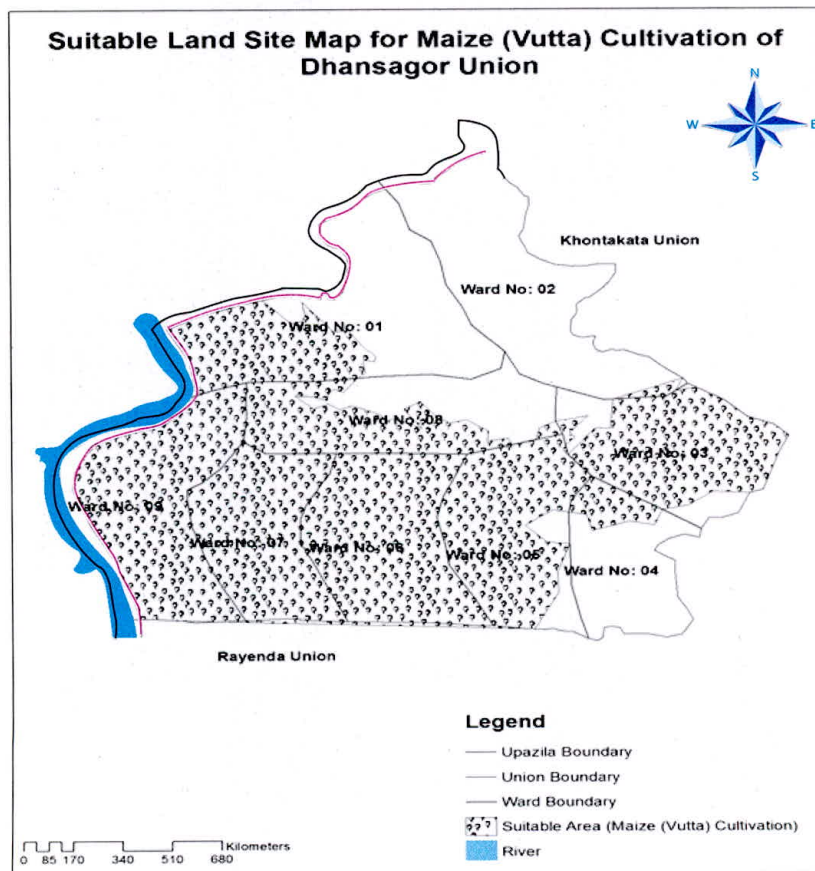 Suitable Land Site Map for Maize (Vutta) Cultivation of
Dhansagor Union
N
W E
S
Khontakata Union
Ward No: 02
Ward No: 01
Ward No: 08
Ward No: 03
Ward No: 09
Ward No: 07
Ward No: 06
Ward No: 05
Ward No: 04
Rayenda Union
Legend
Upazila Boundary
Union Boundary
Ward Boundary
Suitable Area (Maize (Vutta) Cultivation)
River
Kilometers
0 85 170 340 510 680